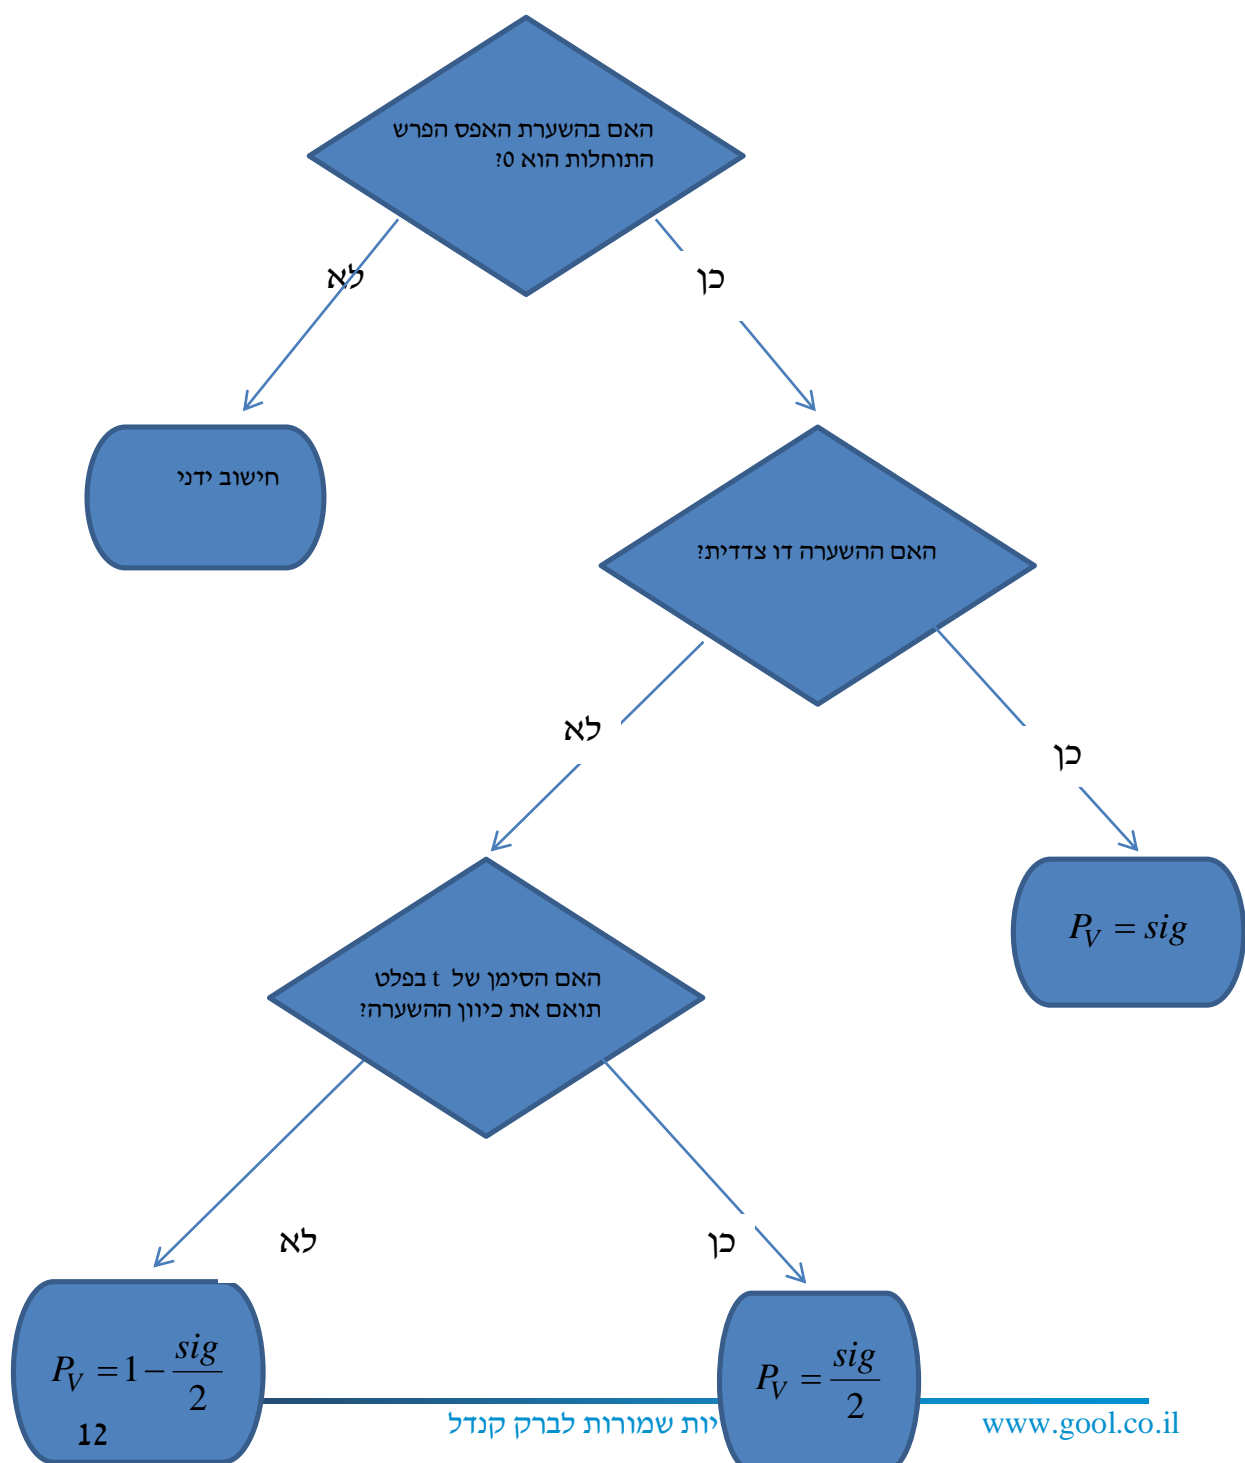 האם בהשערת האפס הפרש
התוחלות הוא 0?
לא
כן
חישוב ידני
האם ההשערה דו צדדית?
לא
כן
P_V = sig
האם הסימן של t בפלט
תואם את כיוון ההשערה?
לא
כן
P_V = 1 - sig/2
P_V = sig/2
12
יות שמורות לברק קנדל
www.gool.co.il